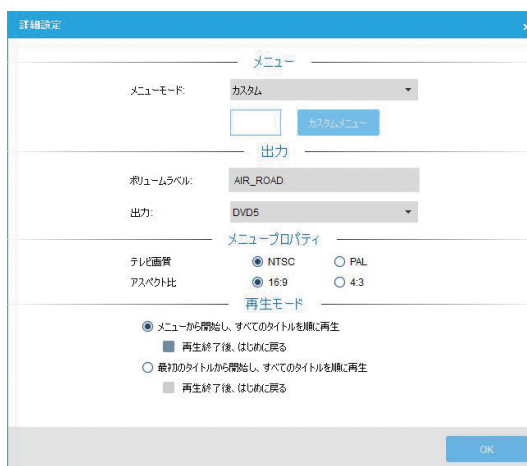 詳細設定
メニュー
メニューモード: カスタム
カスタムメニュー
出力
ボリュームラベル: AIR_ROAD
出力: DVD5
メニュープロパティ
テレビ画質 NTSC PAL
アスペクト比 16:9 4:3
再生モード
メニューから開始し、すべてのタイトルを順に再生
再生終了後、はじめに戻る
最初のタイトルから開始し、すべてのタイトルを順に再生
再生終了後、はじめに戻る
OK